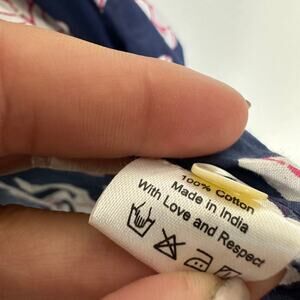 100% Cotton
Made in India
With Love and Respect